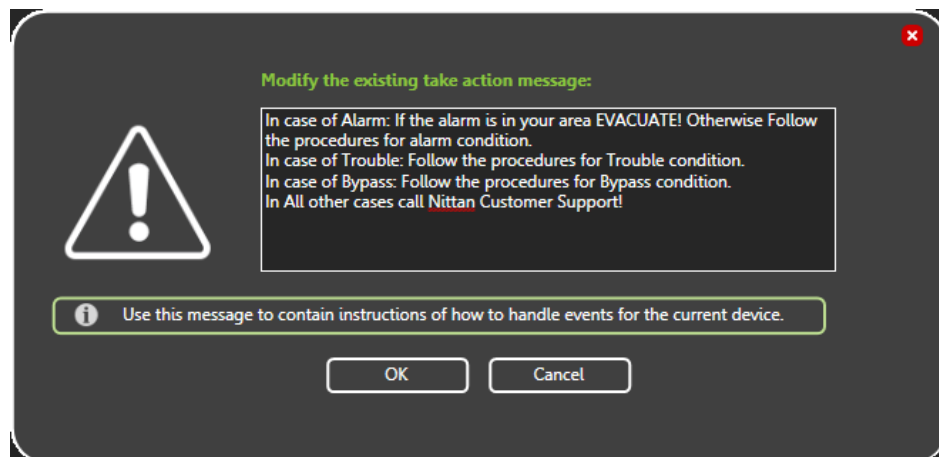 Modify the existing take action message:
In case of Alarm: If the alarm is in your area EVACUATE! Otherwise Follow
the procedures for alarm condition.
In case of Trouble: Follow the procedures for Trouble condition.
In case of Bypass: Follow the procedures for Bypass condition.
In All other cases call Nittan Customer Support!
Use this message to contain instructions of how to handle events for the current device.
OK
Cancel